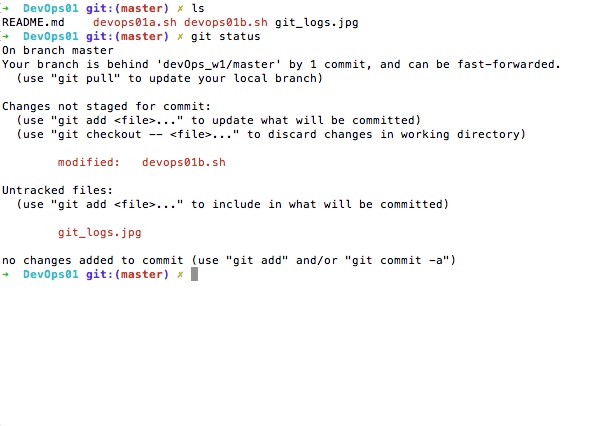 ➜  DevOps01 git:(master) ✗ ls
README.md    devops01a.sh devops01b.sh git_logs.jpg
➜  DevOps01 git:(master) ✗ git status
On branch master
Your branch is behind 'devOps_w1/master' by 1 commit, and can be fast-forwarded.
  (use "git pull" to update your local branch)

Changes not staged for commit:
  (use "git add <file>..." to update what will be committed)
  (use "git checkout -- <file>..." to discard changes in working directory)

        modified:   devops01b.sh

Untracked files:
  (use "git add <file>..." to include in what will be committed)

        git_logs.jpg

no changes added to commit (use "git add" and/or "git commit -a")
➜  DevOps01 git:(master) ✗